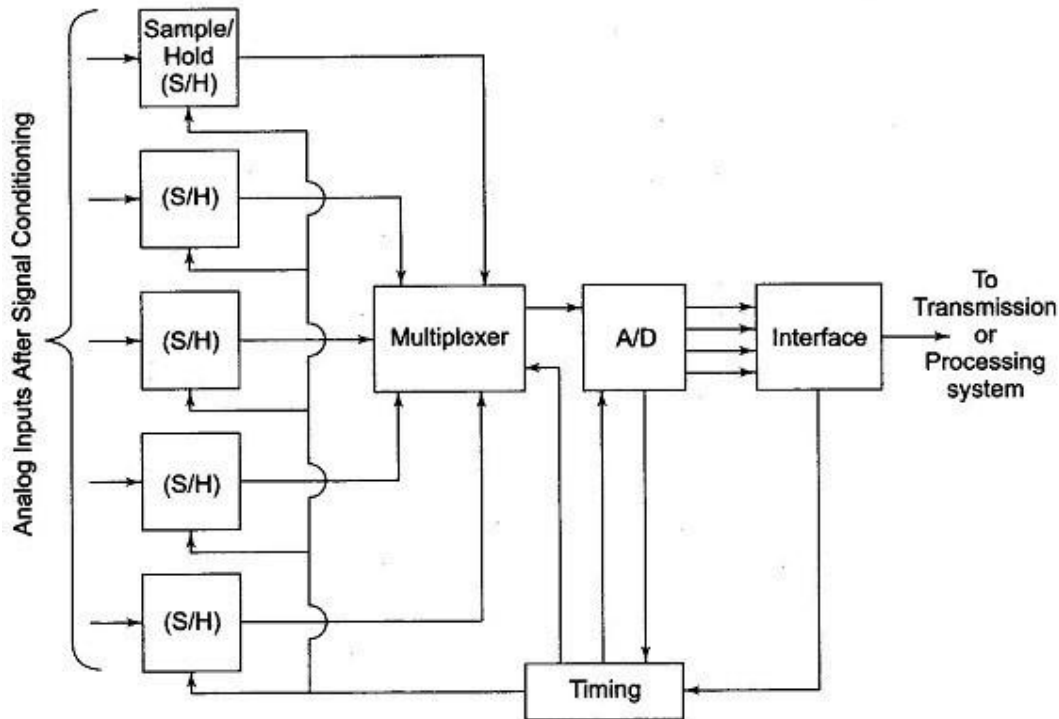 Analog Inputs After Signal Conditioning
Sample/
Hold
(S/H)
(S/H)
(S/H)
(S/H)
(S/H)
Multiplexer
A/D
Interface
To
Transmission
or
Processing
system
Timing